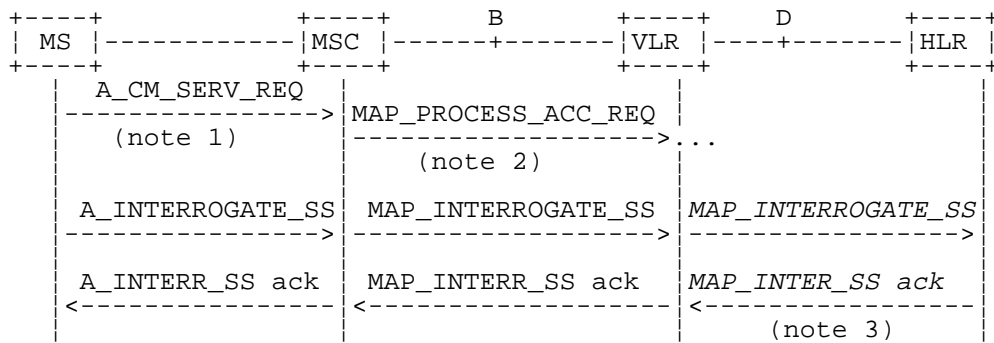 B D
MS MSC VLR HLR
A_CM_SERV_REQ
MAP_PROCESS_ACC_REQ
(note 1) ...
(note 2)
A_INTERROGATE_SS MAP_INTERROGATE_SS MAP_INTERROGATE_SS
A_INTERR_SS ack MAP_INTERR_SS ack MAP_INTER_SS ack
(note 3)